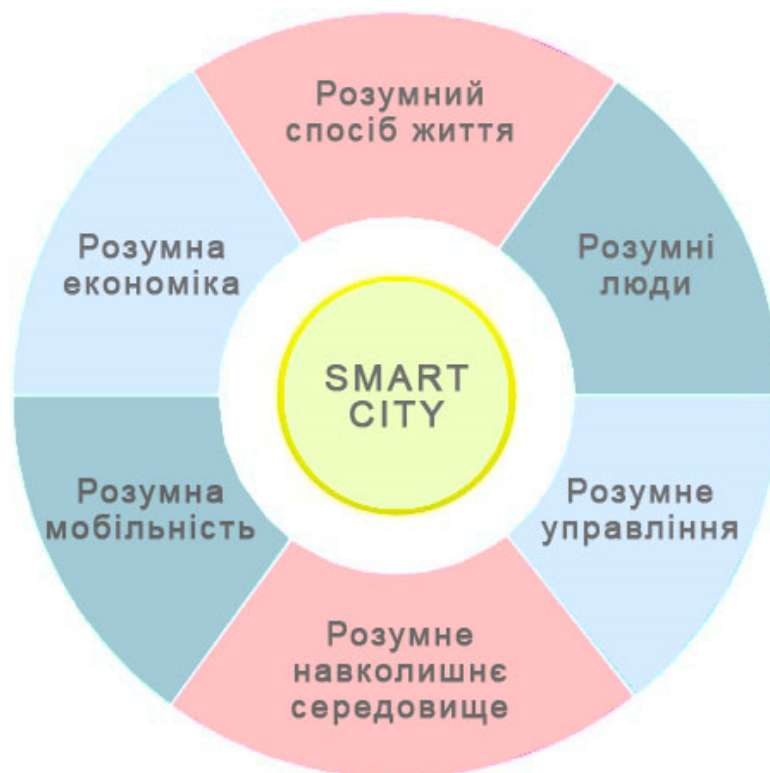 Розумний
спосіб життя
Розумні
люди
Розумне
управління
Розумне
навколишнє
середовище
Розумна
мобільність
Розумна
економіка
SMART
CITY